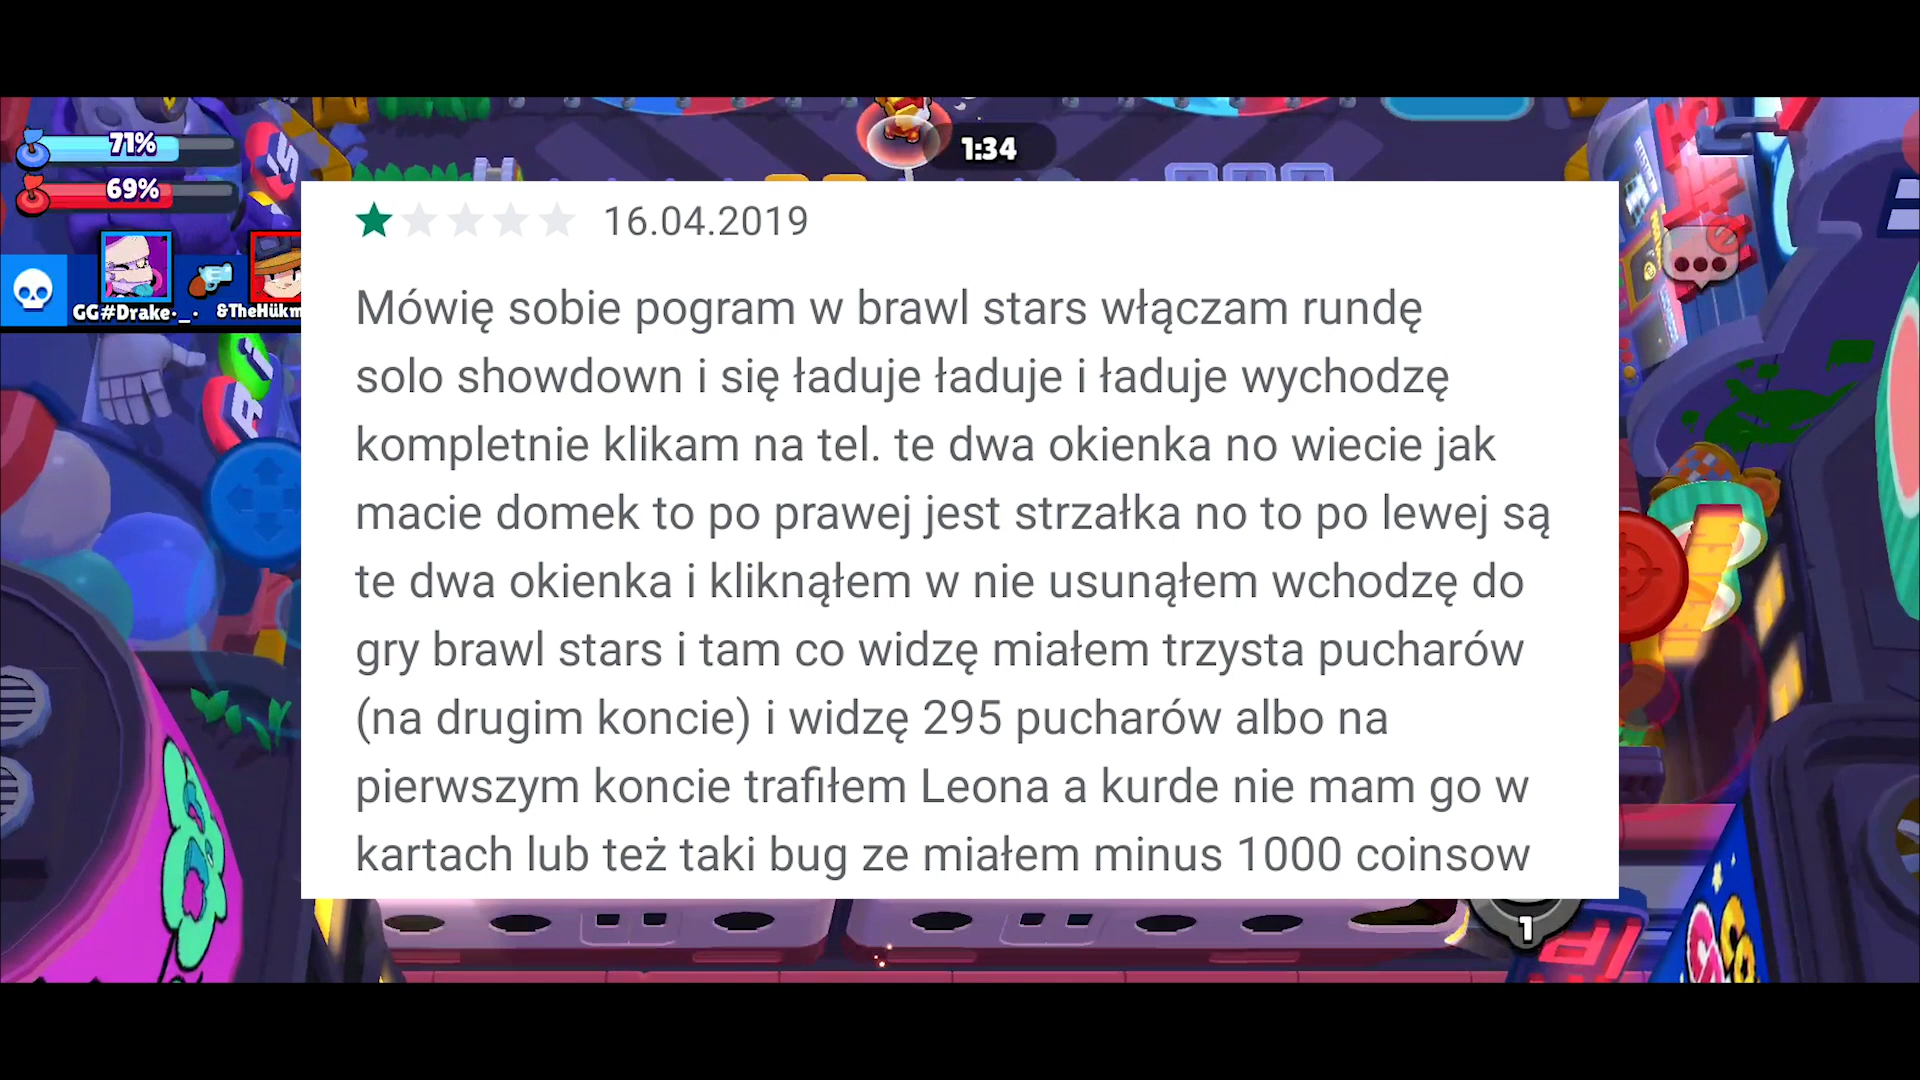 71%
69%
1:34
GG#Drake._.
&TheHükm
16.04.2019
Mówię sobie pogram w brawl stars włączam rundę
solo showdown i się ładuje ładuje i ładuje wychodzę
kompletnie klikam na tel. te dwa okienka no wiecie jak
macie domek to po prawej jest strzałka no to po lewej są
te dwa okienka i kliknąłem w nie usunąłem wchodzę do
gry brawl stars i tam co widzę miałem trzysta pucharów
(na drugim koncie) i widzę 295 pucharów albo na
pierwszym koncie trafiłem Leona a kurde nie mam go w
kartach lub też taki bug ze miałem minus 1000 coinsow
1